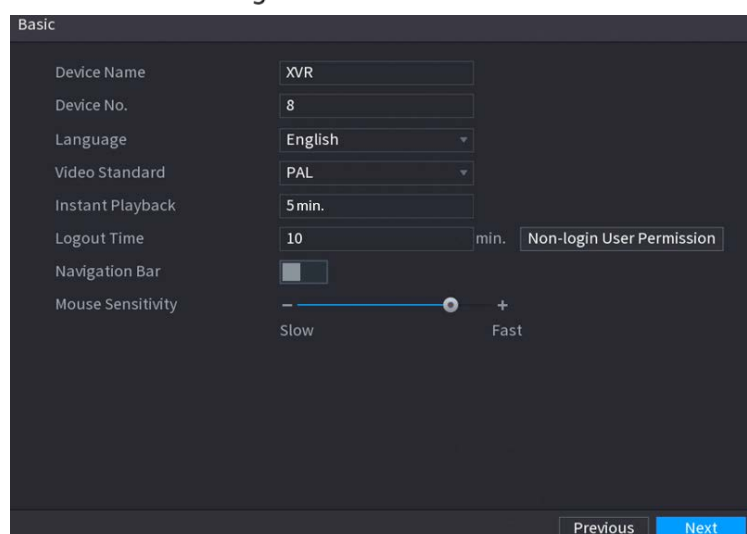 Basic
Device Name XVR
Device No. 8
Language English
Video Standard PAL
Instant Playback 5 min.
Logout Time 10 min. Non-login User Permission
Navigation Bar
Mouse Sensitivity - +
Slow Fast
Previous Next